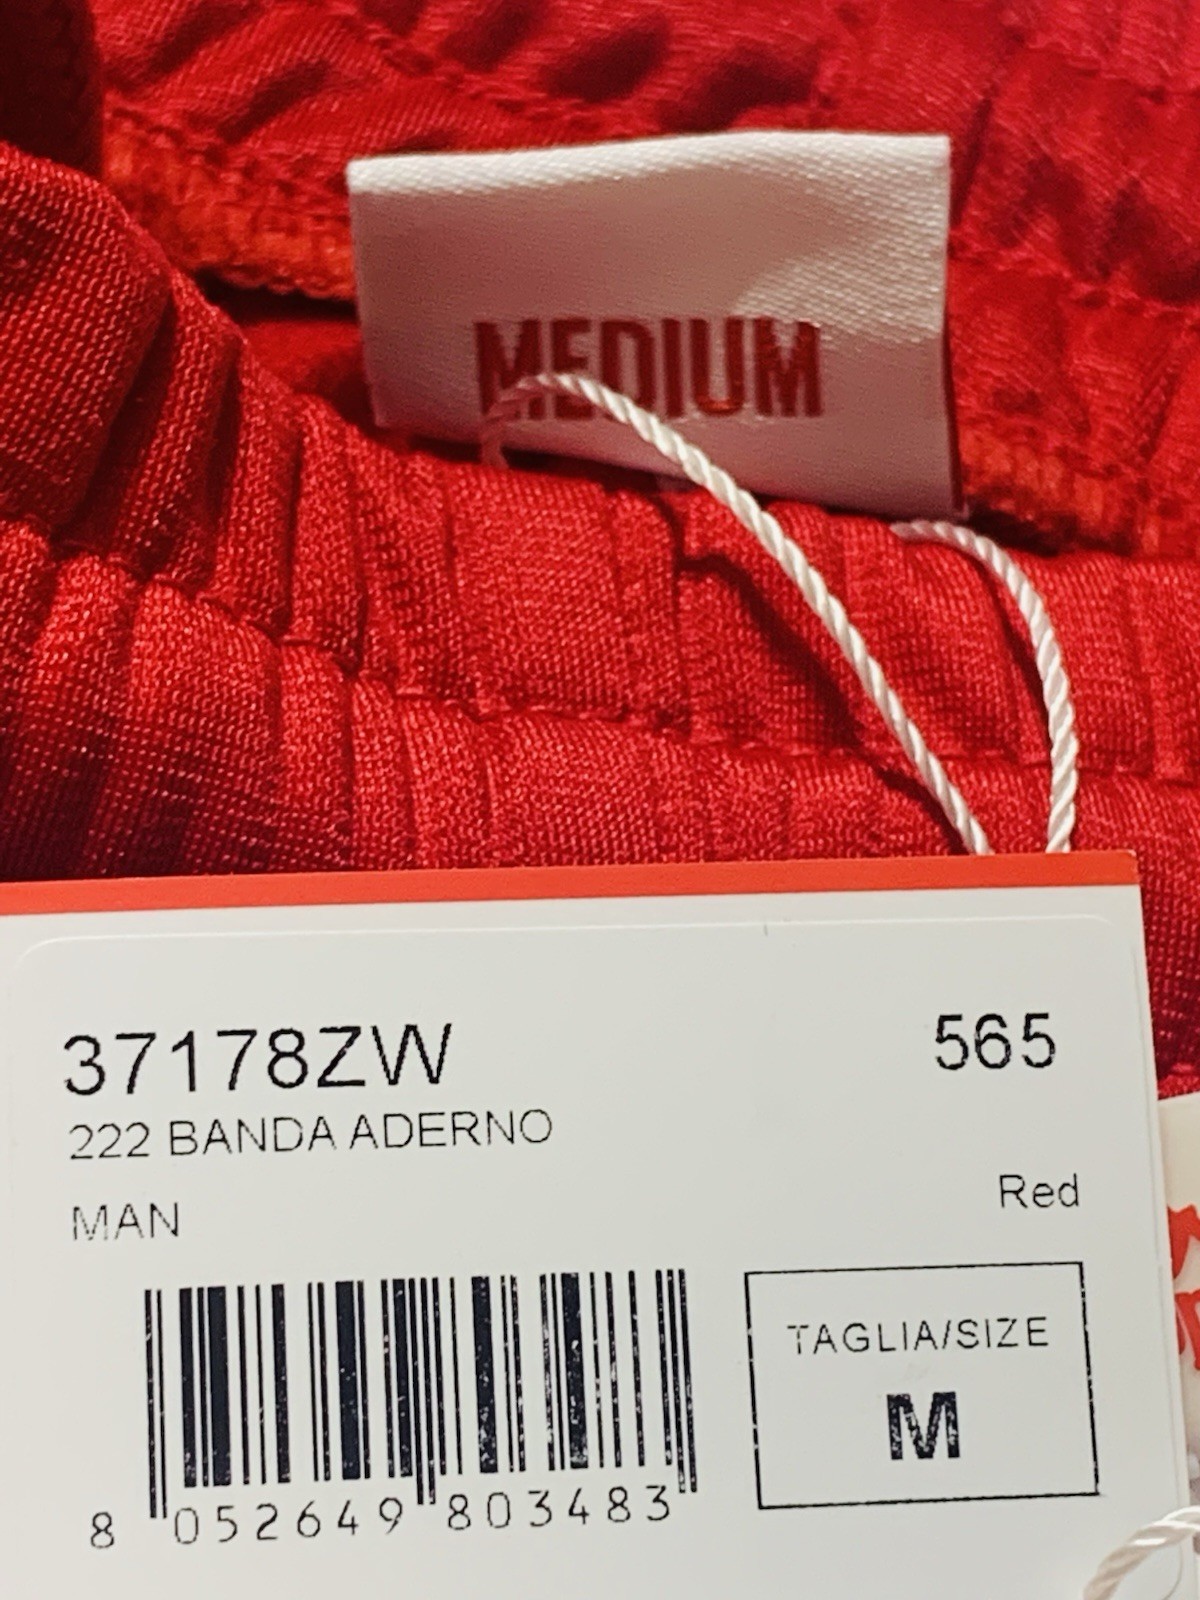 MEDIUM
37178ZW 565
222 BANDA ADERNO
MAN Red
TAGLIA/SIZE
M
8 052649 803483